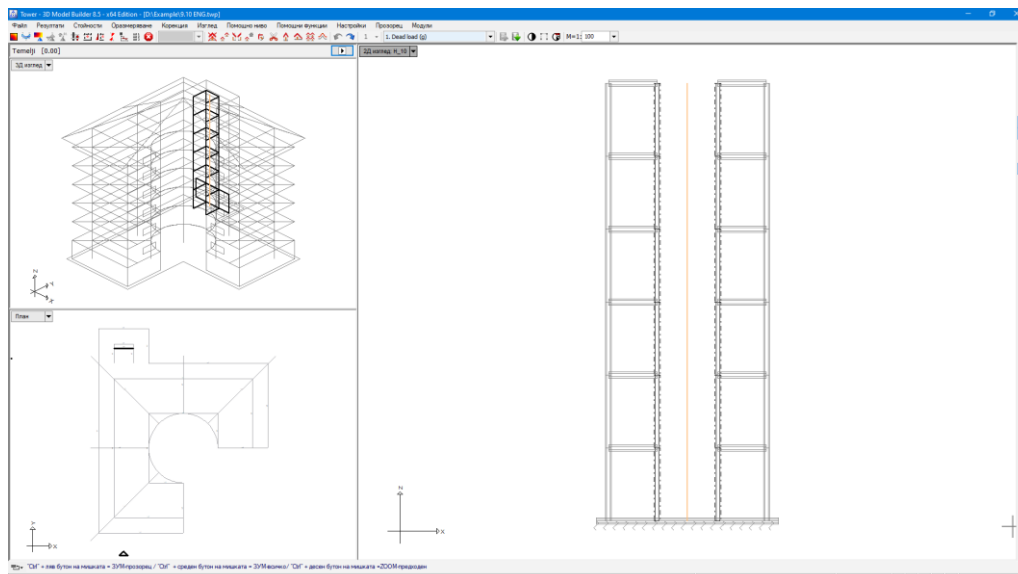 Tower - 3D Model Builder 8.5 - x64 Edition - [D:\Example\9.10 ENG.twp]
Файл Резултати Стойности Оразмеряване Корекция Изглед Помощно ниво Помощни функции Настройки Прозорец Модули
1 1. Dead load (g) M=1: 100
Temelji [0.00]
3Д изглед
2Д изглед: H_10
Z
Y
X
План
Y
X
Z
X
"Ctrl" + ляв бутон на мишката = ЗУМ-прозорец / "Ctrl" + среден бутон на мишката = ЗУМ-всичко / "Ctrl" + десен бутон на мишката =ZOOM-предходен